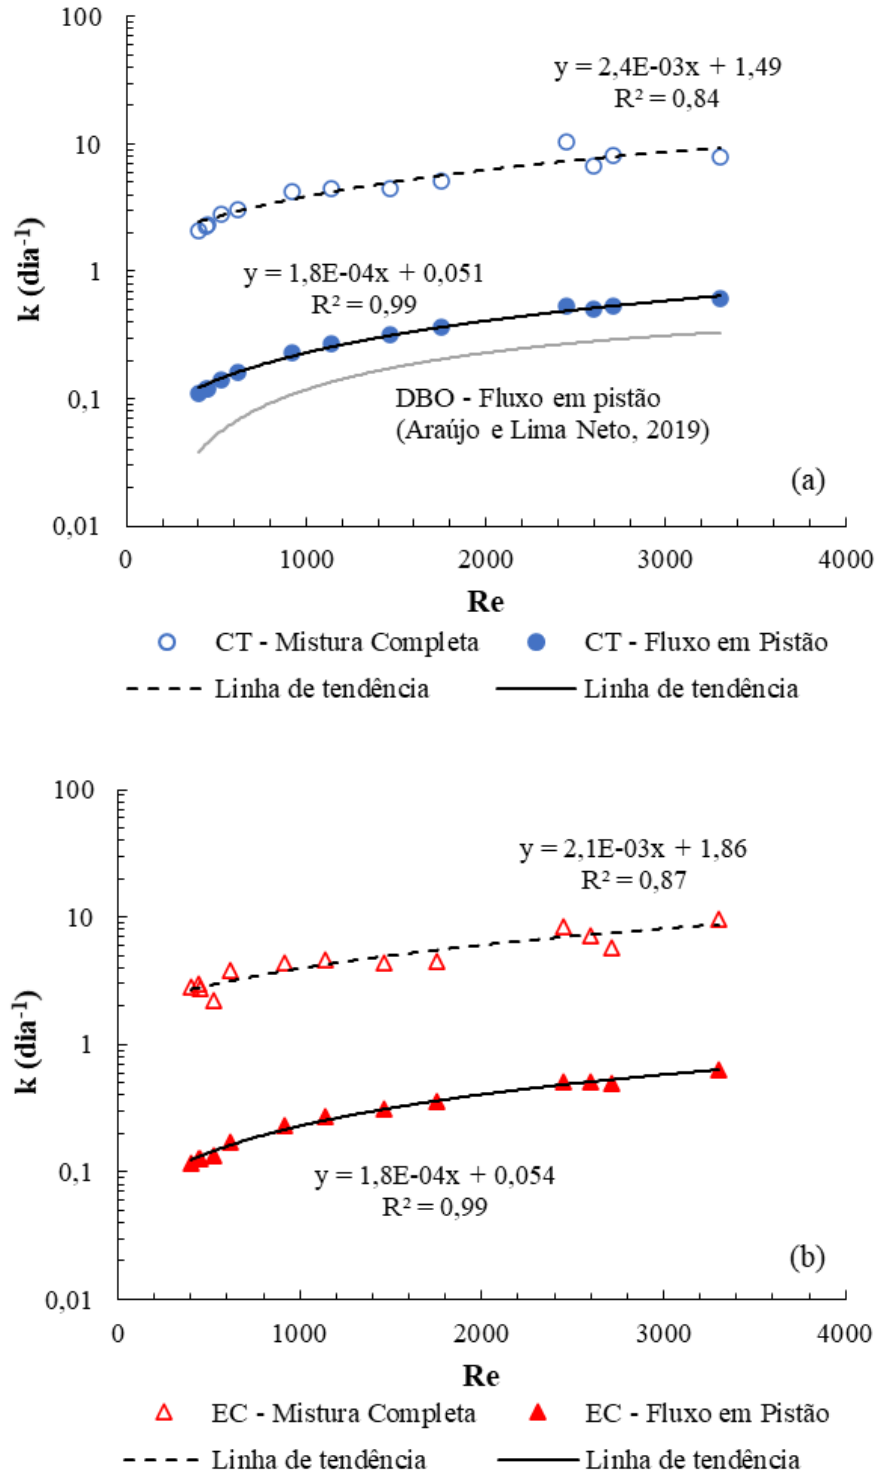 100
y = 2,4E-03x + 1,49
R² = 0,84
10
k (dia⁻¹)
1
y = 1,8E-04x + 0,051
R² = 0,99
0,1
DBO - Fluxo em pistão
(Araújo e Lima Neto, 2019)
(a)
0,01
0 1000 2000 3000 4000
Re
CT - Mistura Completa CT - Fluxo em Pistão
Linha de tendência Linha de tendência
100
y = 2,1E-03x + 1,86
R² = 0,87
10
k (dia⁻¹)
1
0,1
y = 1,8E-04x + 0,054
R² = 0,99
(b)
0,01
0 1000 2000 3000 4000
Re
EC - Mistura Completa EC - Fluxo em Pistão
Linha de tendência Linha de tendência